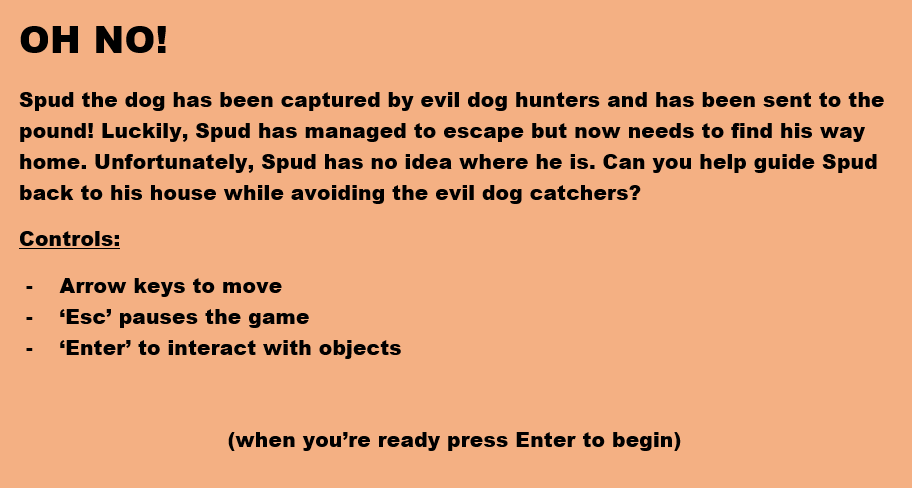 OH NO!
Spud the dog has been captured by evil dog hunters and has been sent to the
pound! Luckily, Spud has managed to escape but now needs to find his way
home. Unfortunately, Spud has no idea where he is. Can you help guide Spud
back to his house while avoiding the evil dog catchers?
Controls:
- Arrow keys to move
- ‘Esc’ pauses the game
- ‘Enter’ to interact with objects
(when you’re ready press Enter to begin)